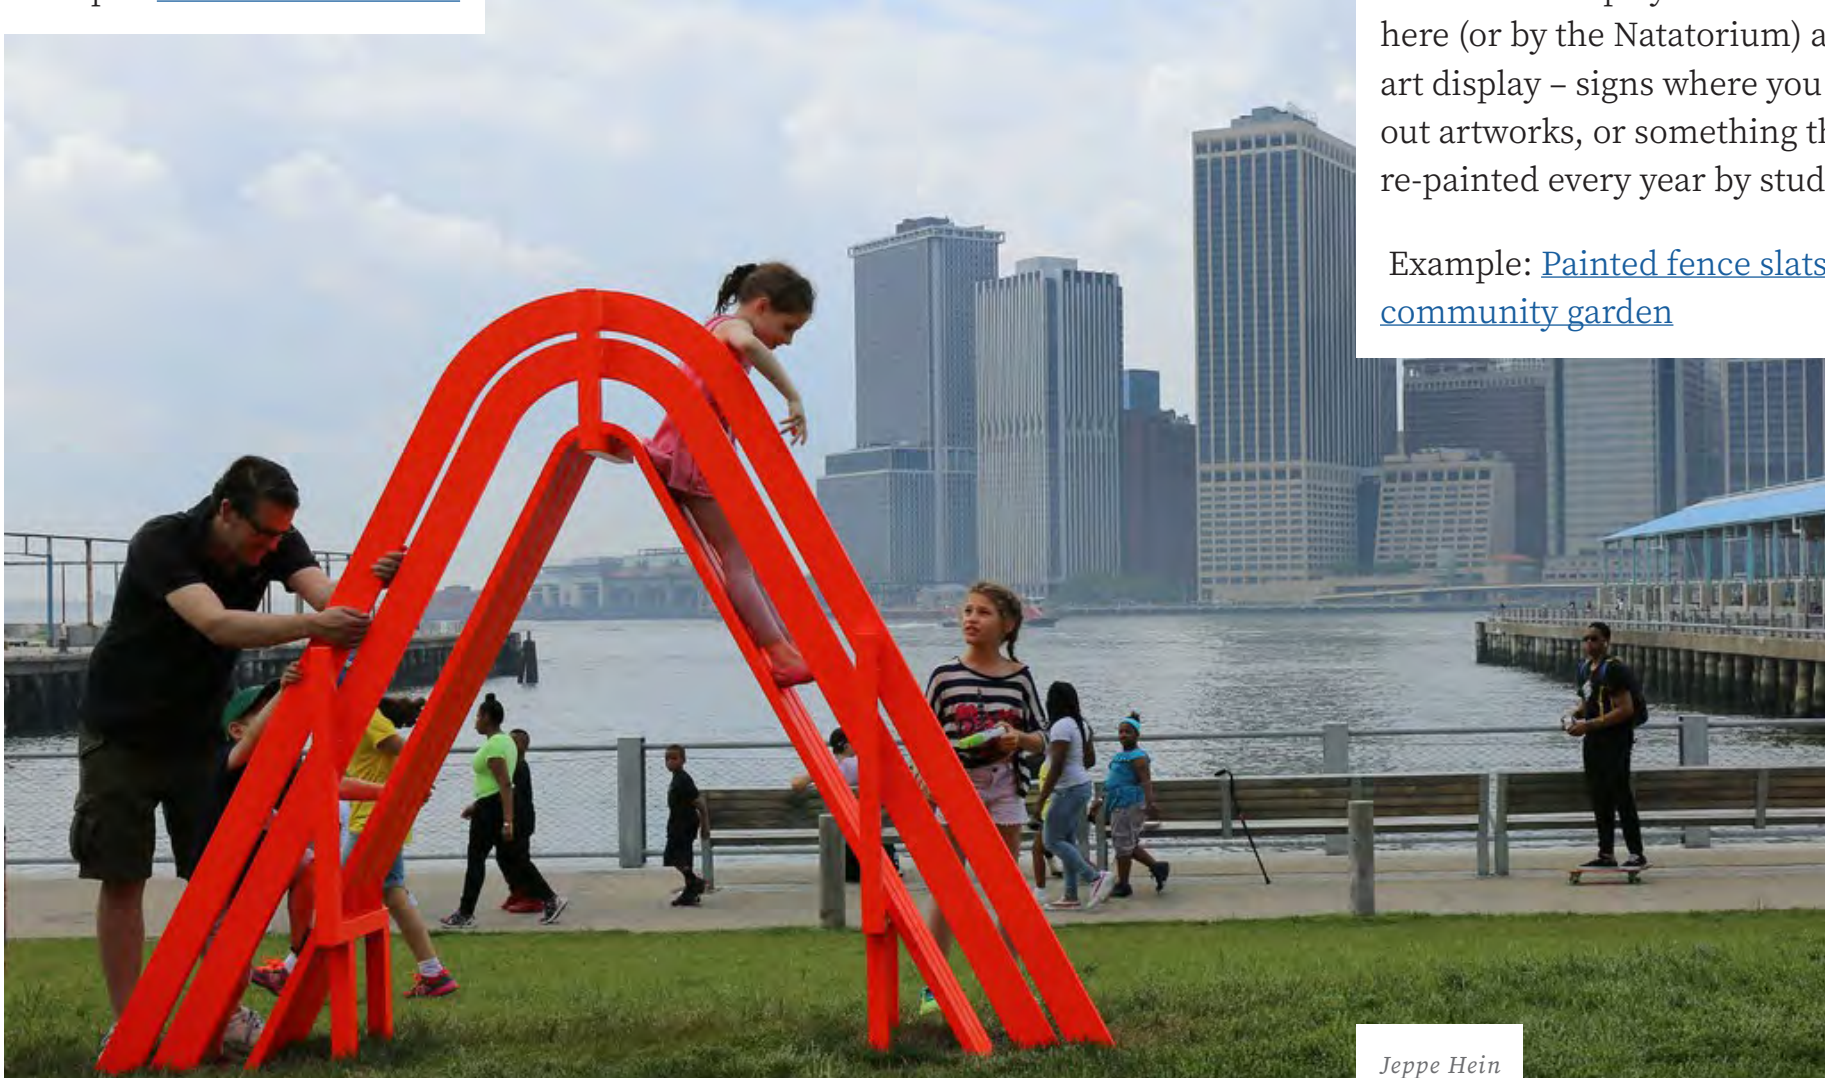 here (or by the Natatorium)
art display – signs where you
out artworks, or something
re-painted every year by
Example: Painted fence slats
community garden
Jeppe Hein